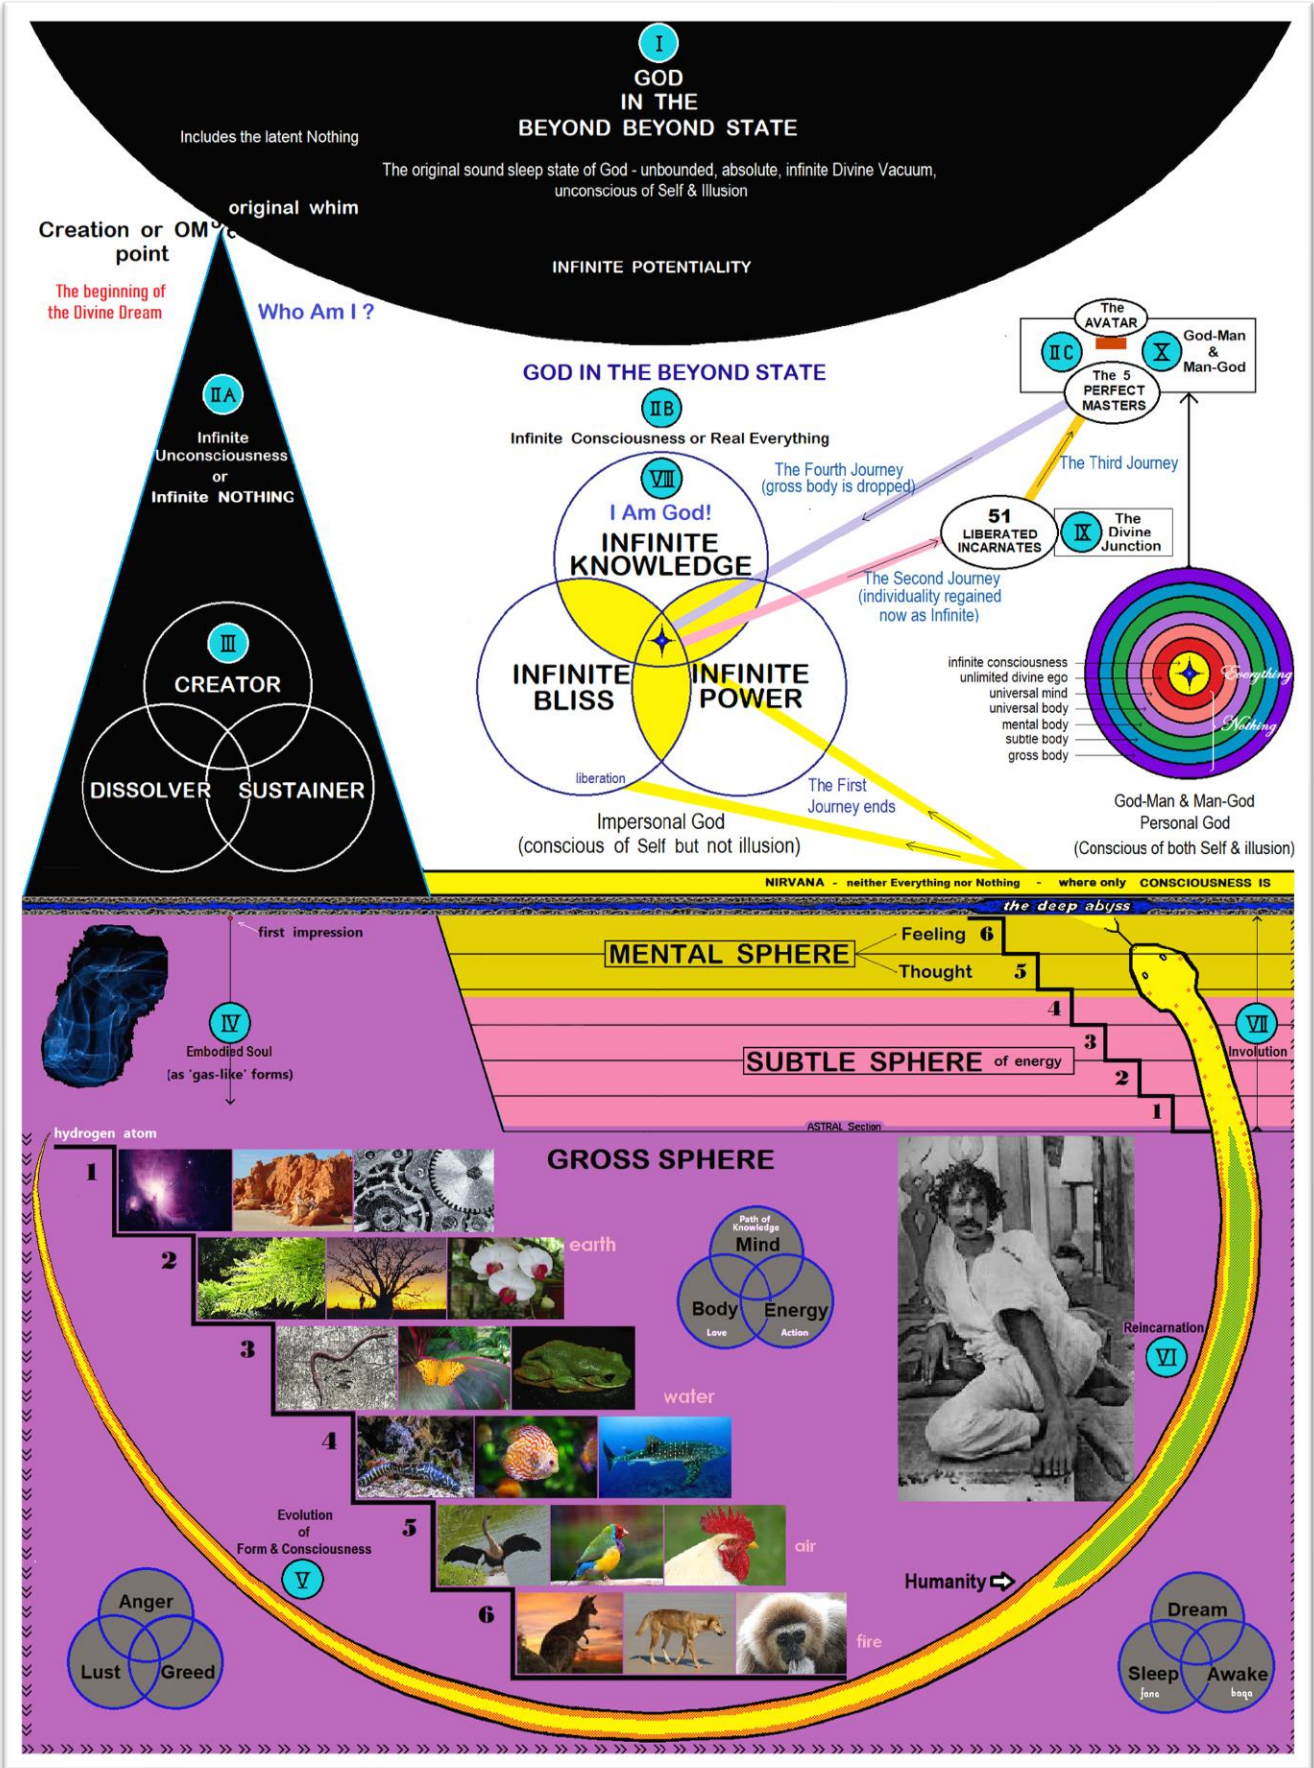 I
GOD
IN THE
BEYOND BEYOND STATE
Includes the latent Nothing
The original sound sleep state of God - unbounded, absolute, infinite Divine Vacuum,
unconscious of Self & Illusion
original whim
Creation or OM
point
INFINITE POTENTIALITY
The beginning of
the Divine Dream
Who Am I ?
The
AVATAR
II C
X
God-Man
&
Man-God
The 5
PERFECT
MASTERS
GOD IN THE BEYOND STATE
II B
Infinite Consciousness or Real Everything
II A
Infinite
Unconsciousness
or
Infinite NOTHING
VIII
I Am God!
INFINITE
KNOWLEDGE
The Fourth Journey
(gross body is dropped)
The Third Journey
51
LIBERATED
INCARNATES
IX
The
Divine
Junction
The Second Journey
(individuality regained
now as Infinite)
III
CREATOR
DISSOLVER
SUSTAINER
INFINITE
BLISS
INFINITE
POWER
infinite consciousness
unlimited divine ego
universal mind
universal body
mental body
subtle body
gross body
Everything
Nothing
liberation
The First
Journey ends
Impersonal God
(conscious of Self but not illusion)
God-Man & Man-God
Personal God
(Conscious of both Self & illusion)
NIRVANA - neither Everything nor Nothing - where only CONSCIOUSNESS IS
the deep abyss
first impression
MENTAL SPHERE
Feeling
6
Thought
5
4
IV
Embodied Soul
(as 'gas-like' forms)
3
VII
Involution
SUBTLE SPHERE of energy
2
1
ASTRAL Section
hydrogen atom
GROSS SPHERE
1
earth
2
Path of
Knowledge
Mind
Body
Love
Energy
Action
3
Reincarnation
VI
water
4
5
air
Evolution
of
Form & Consciousness
V
Humanity
6
fire
Anger
Lust
Greed
Dream
Sleep
fana
Awake
baqa